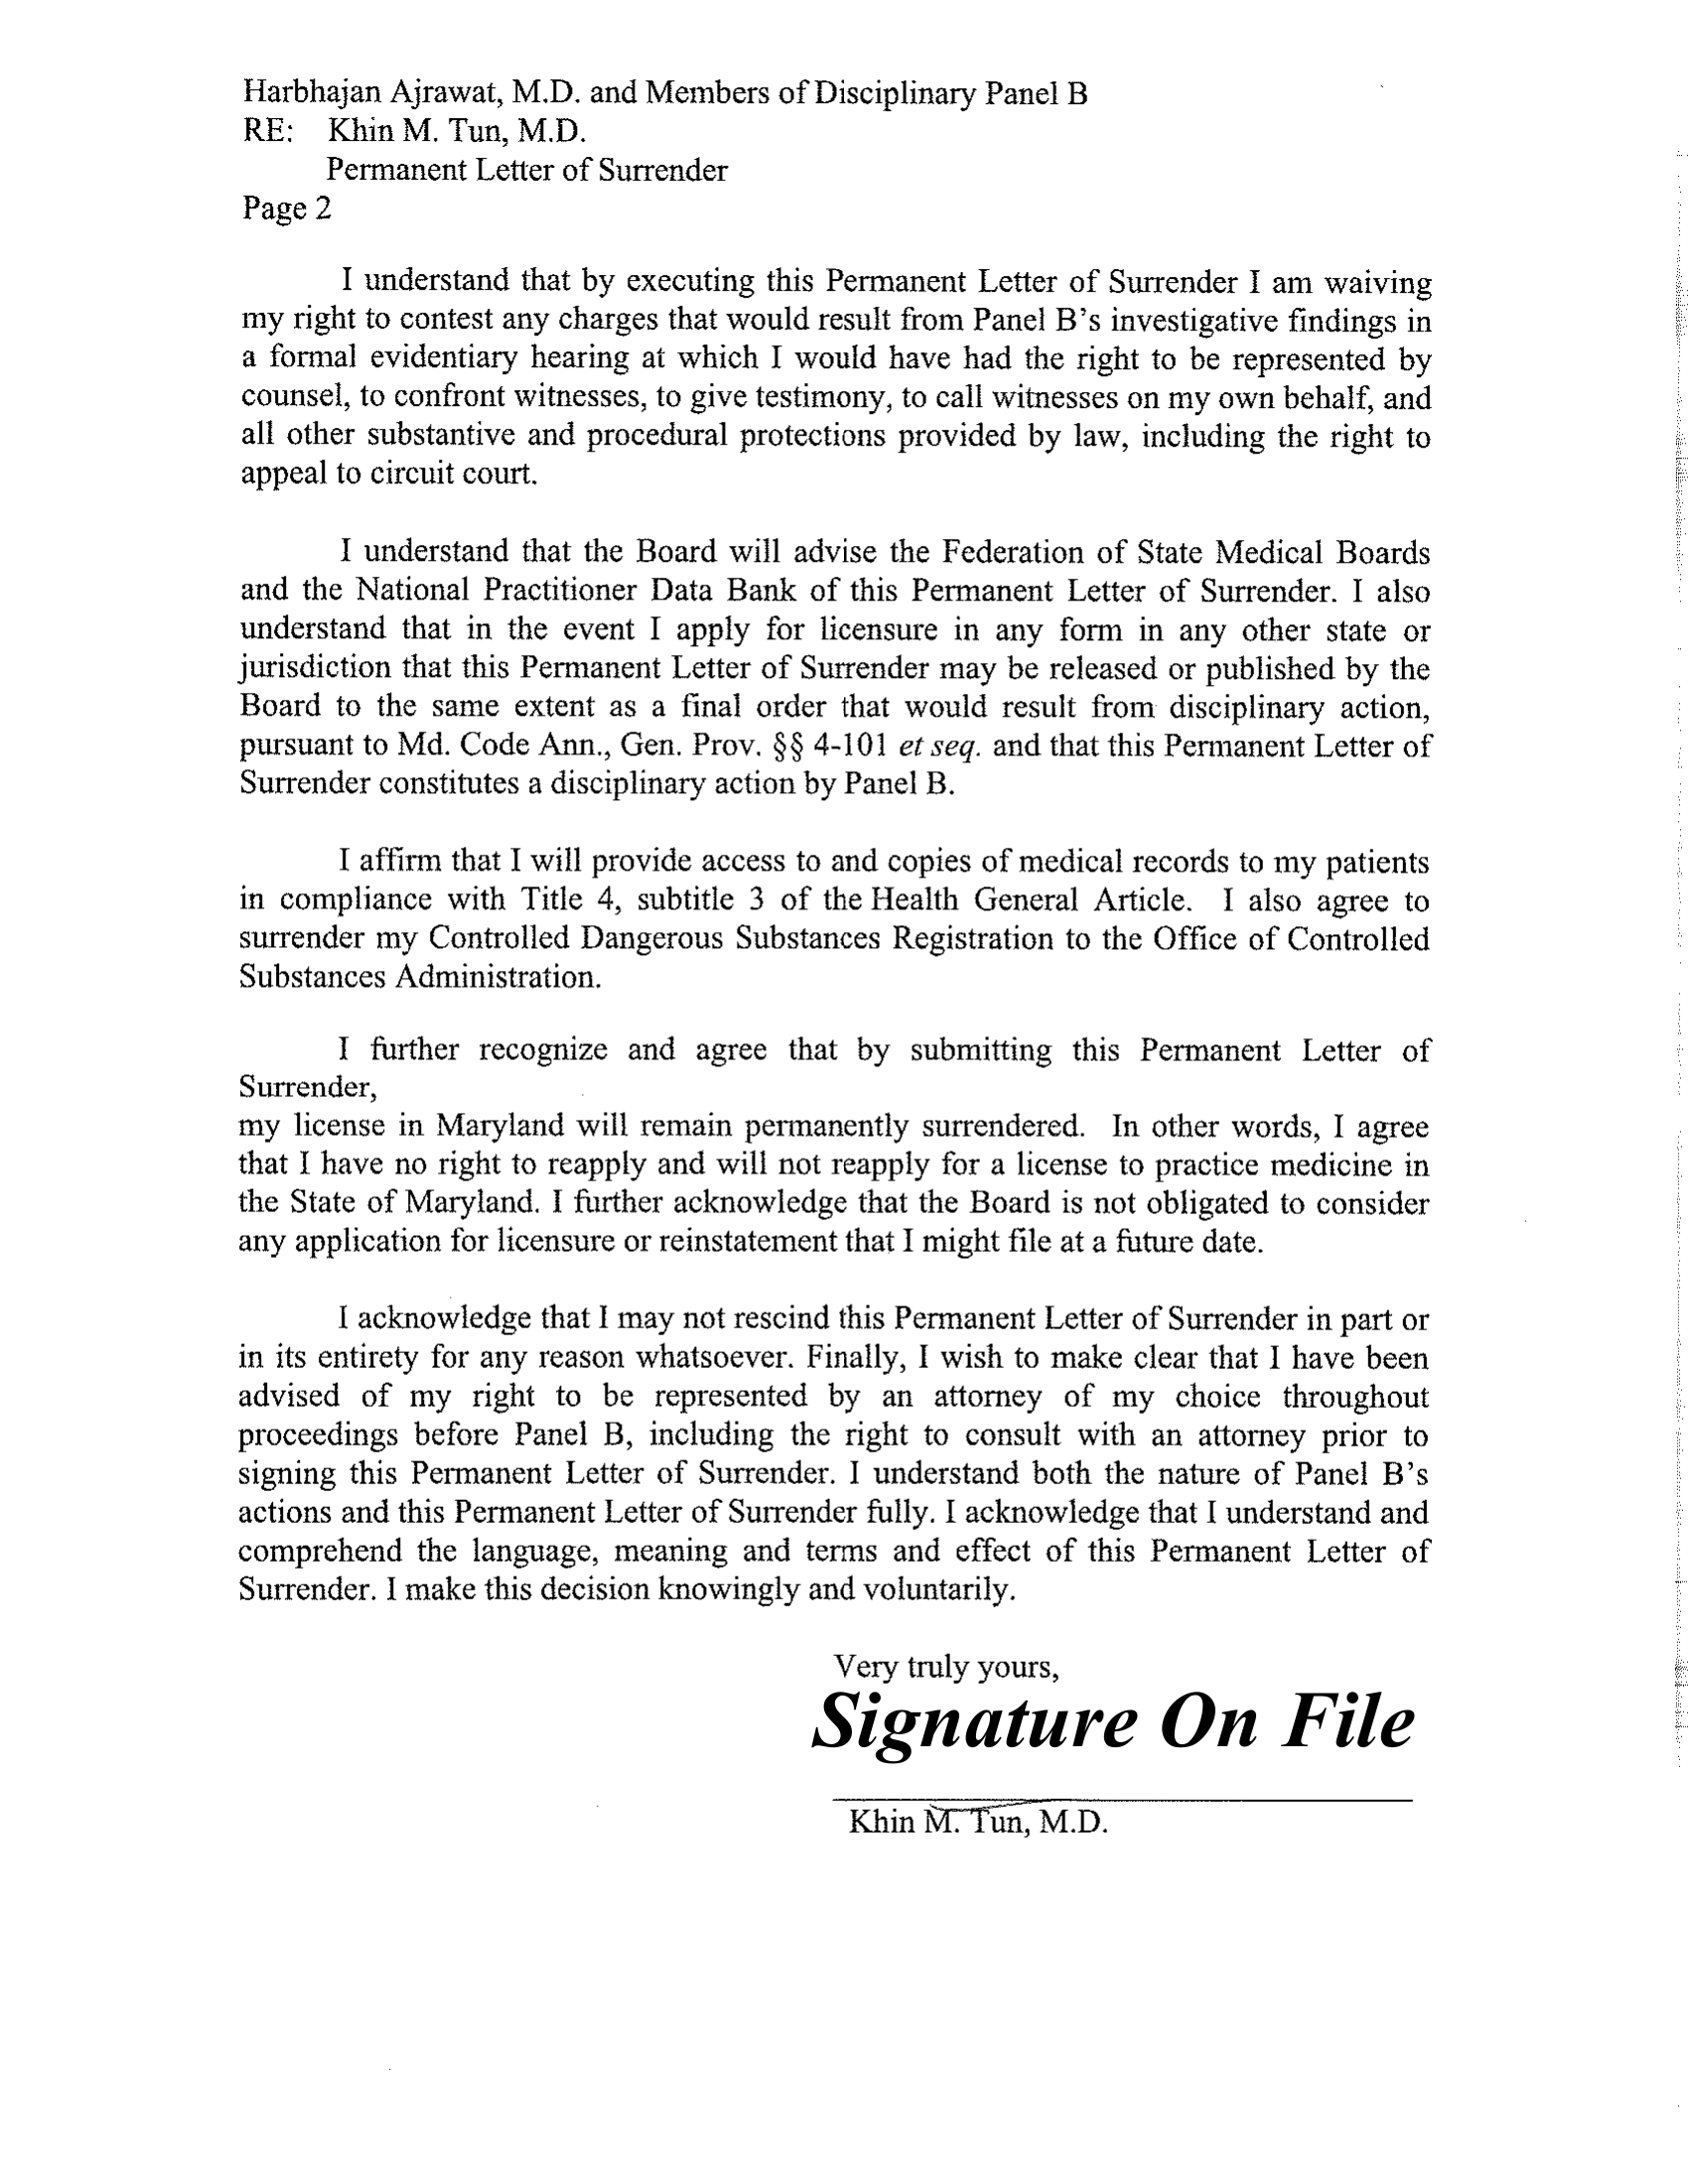 Harbhajan Ajrawat, M.D. and Members of Disciplinary Panel B
RE: Khin M. Tun, M.D.
Permanent Letter of Surrender
Page 2
I understand that by executing this Permanent Letter of Surrender I am waiving
my right to contest any charges that would result from Panel B's investigative findings in
a formal evidentiary hearing at which I would have had the right to be represented by
counsel, to confront witnesses, to give testimony, to call witnesses on my own behalf, and
all other substantive and procedural protections provided by law, including the right to
appeal to circuit court.
I understand that the Board will advise the Federation of State Medical Boards
and the National Practitioner Data Bank of this Permanent Letter of Surrender. I also
understand that in the event I apply for licensure in any form in any other state or
jurisdiction that this Permanent Letter of Surrender may be released or published by the
Board to the same extent as a final order that would result from disciplinary action,
pursuant to Md. Code Ann., Gen. Prov. §§ 4-101 et seq. and that this Permanent Letter of
Surrender constitutes a disciplinary action by Panel B.
I affirm that I will provide access to and copies of medical records to my patients
in compliance with Title 4, subtitle 3 of the Health General Article. I also agree to
surrender my Controlled Dangerous Substances Registration to the Office of Controlled
Substances Administration.
I further recognize and agree that by submitting this Permanent Letter of
Surrender,
my license in Maryland will remain permanently surrendered. In other words, I agree
that I have no right to reapply and will not reapply for a license to practice medicine in
the State of Maryland. I further acknowledge that the Board is not obligated to consider
any application for licensure or reinstatement that I might file at a future date.
I acknowledge that I may not rescind this Permanent Letter of Surrender in part or
in its entirety for any reason whatsoever. Finally, I wish to make clear that I have been
advised of my right to be represented by an attorney of my choice throughout
proceedings before Panel B, including the right to consult with an attorney prior to
signing this Permanent Letter of Surrender. I understand both the nature of Panel B's
actions and this Permanent Letter of Surrender fully. I acknowledge that I understand and
comprehend the language, meaning and terms and effect of this Permanent Letter of
Surrender. I make this decision knowingly and voluntarily.
Very truly yours,
Signature On File
Khin M. Tun, M.D.